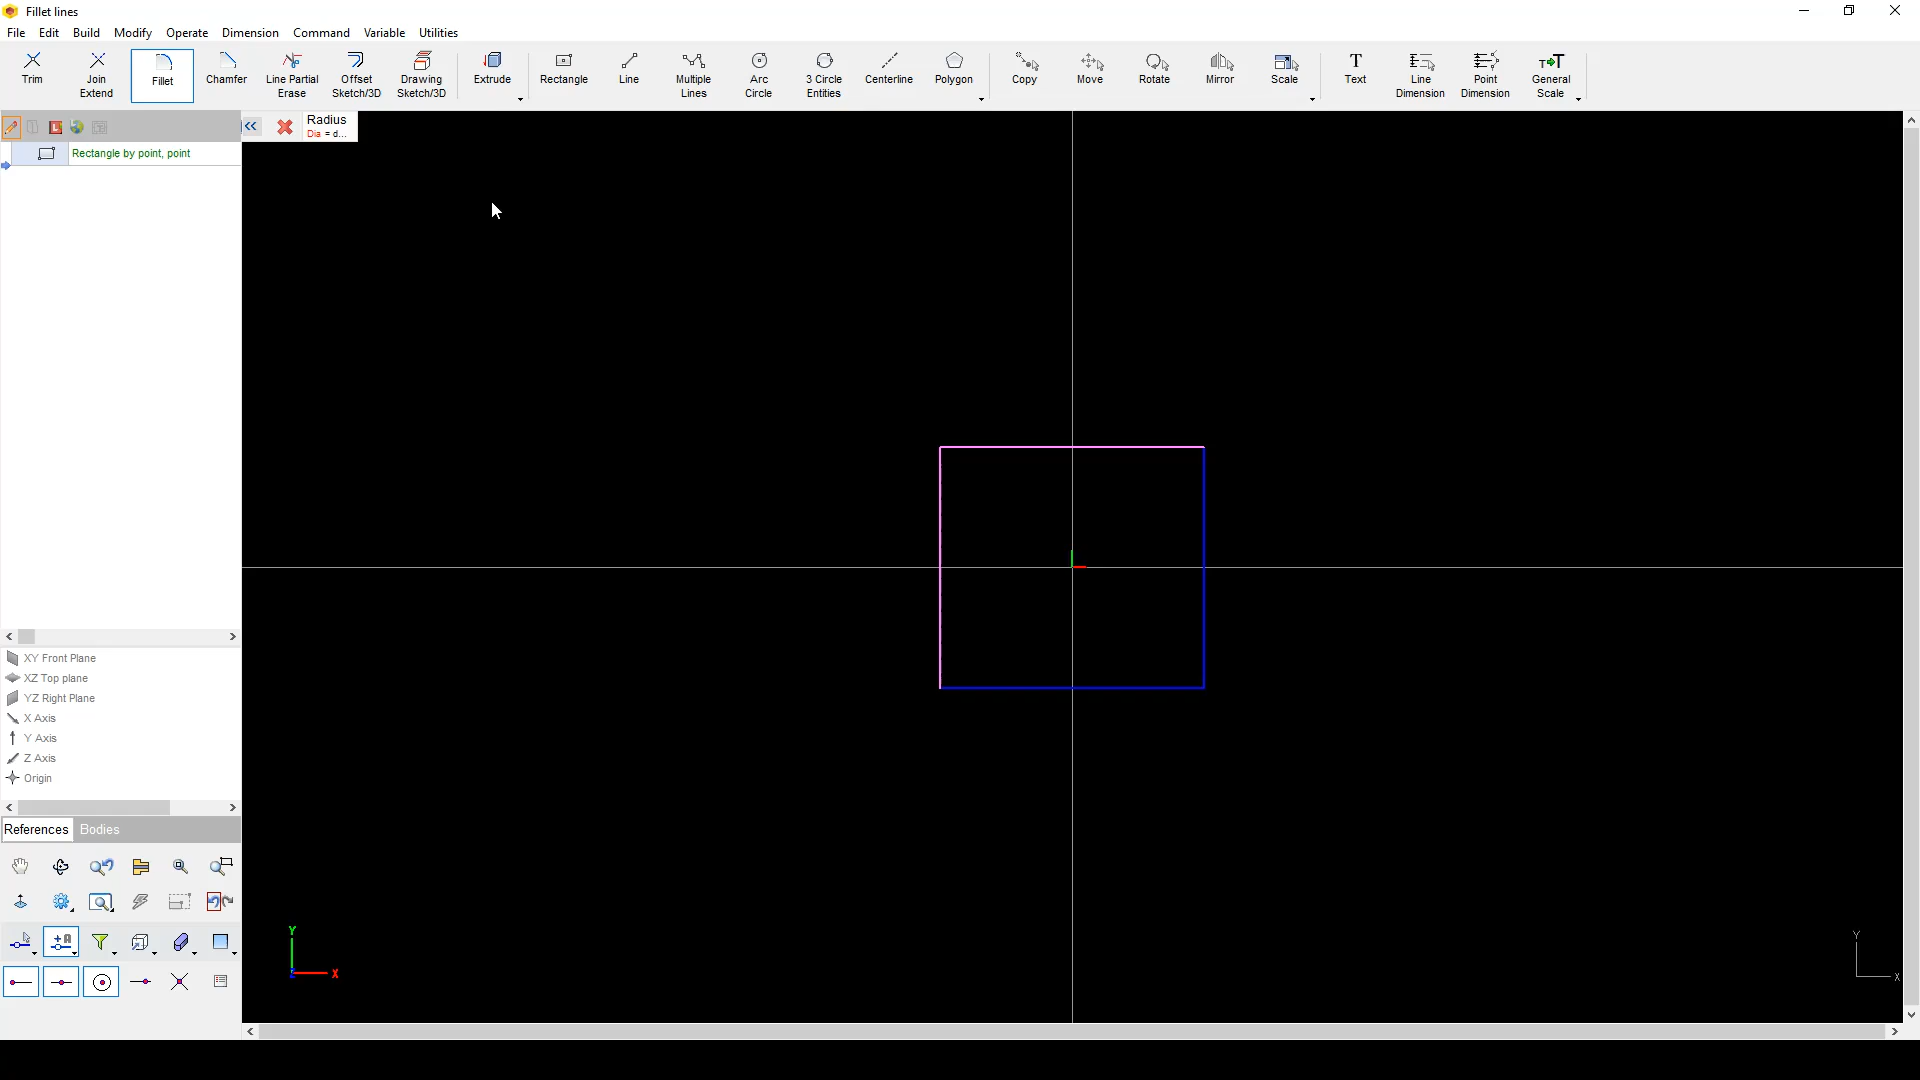 Fillet lines
File Edit Build Modify Operate Dimension Command Variable Utilities
Trim
Join Extend
Fillet
Chamfer
Line Partial Erase
Offset Sketch/3D
Drawing Sketch/3D
Extrude
Rectangle
Line
Multiple Lines
Arc Circle
3 Circle Entities
Centerline
Polygon
Copy
Move
Rotate
Mirror
Scale
Text
Line Dimension
Point Dimension
General Scale
Radius
Dia = d...
Rectangle by point, point
XY Front Plane
XZ Top plane
YZ Right Plane
X Axis
Y Axis
Z Axis
Origin
References Bodies
Y
X
Y
X